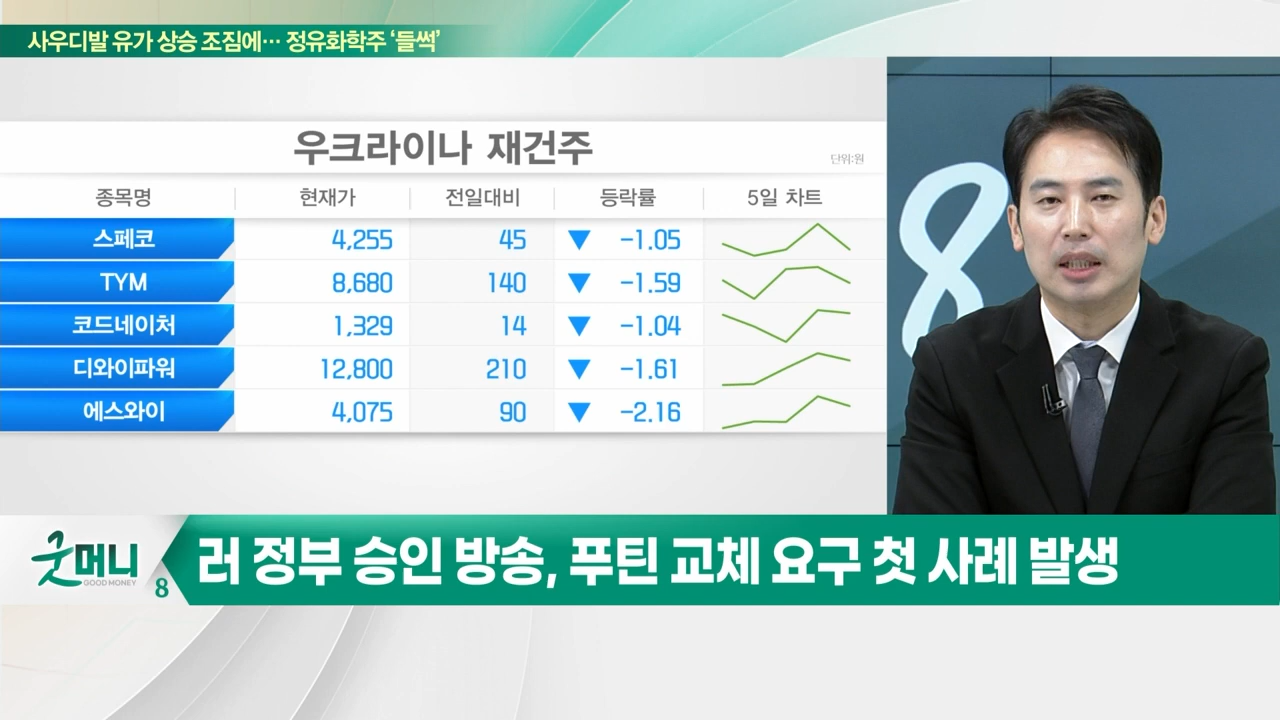 사우디발 유가 상승 조짐에… 정유화학주 ‘들썩’
우크라이나 재건주
단위:원
종목명 현재가 전일대비 등락률 5일 차트
스페코 4,255 45 ▼ -1.05
TYM 8,680 140 ▼ -1.59
코드네이처 1,329 14 ▼ -1.04
디와이파워 12,800 210 ▼ -1.61
에스와이 4,075 90 ▼ -2.16
8
굿머니
GOOD MONEY
8
러 정부 승인 방송, 푸틴 교체 요구 첫 사례 발생